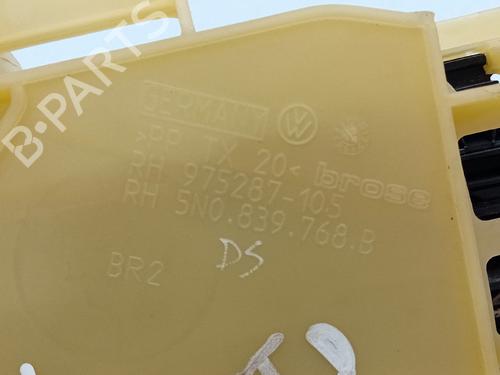 B-PARTS
GERMANY
>PP TX 20< brose
RH 975287-105
RH 5N0.839.768.B
DS
BR2